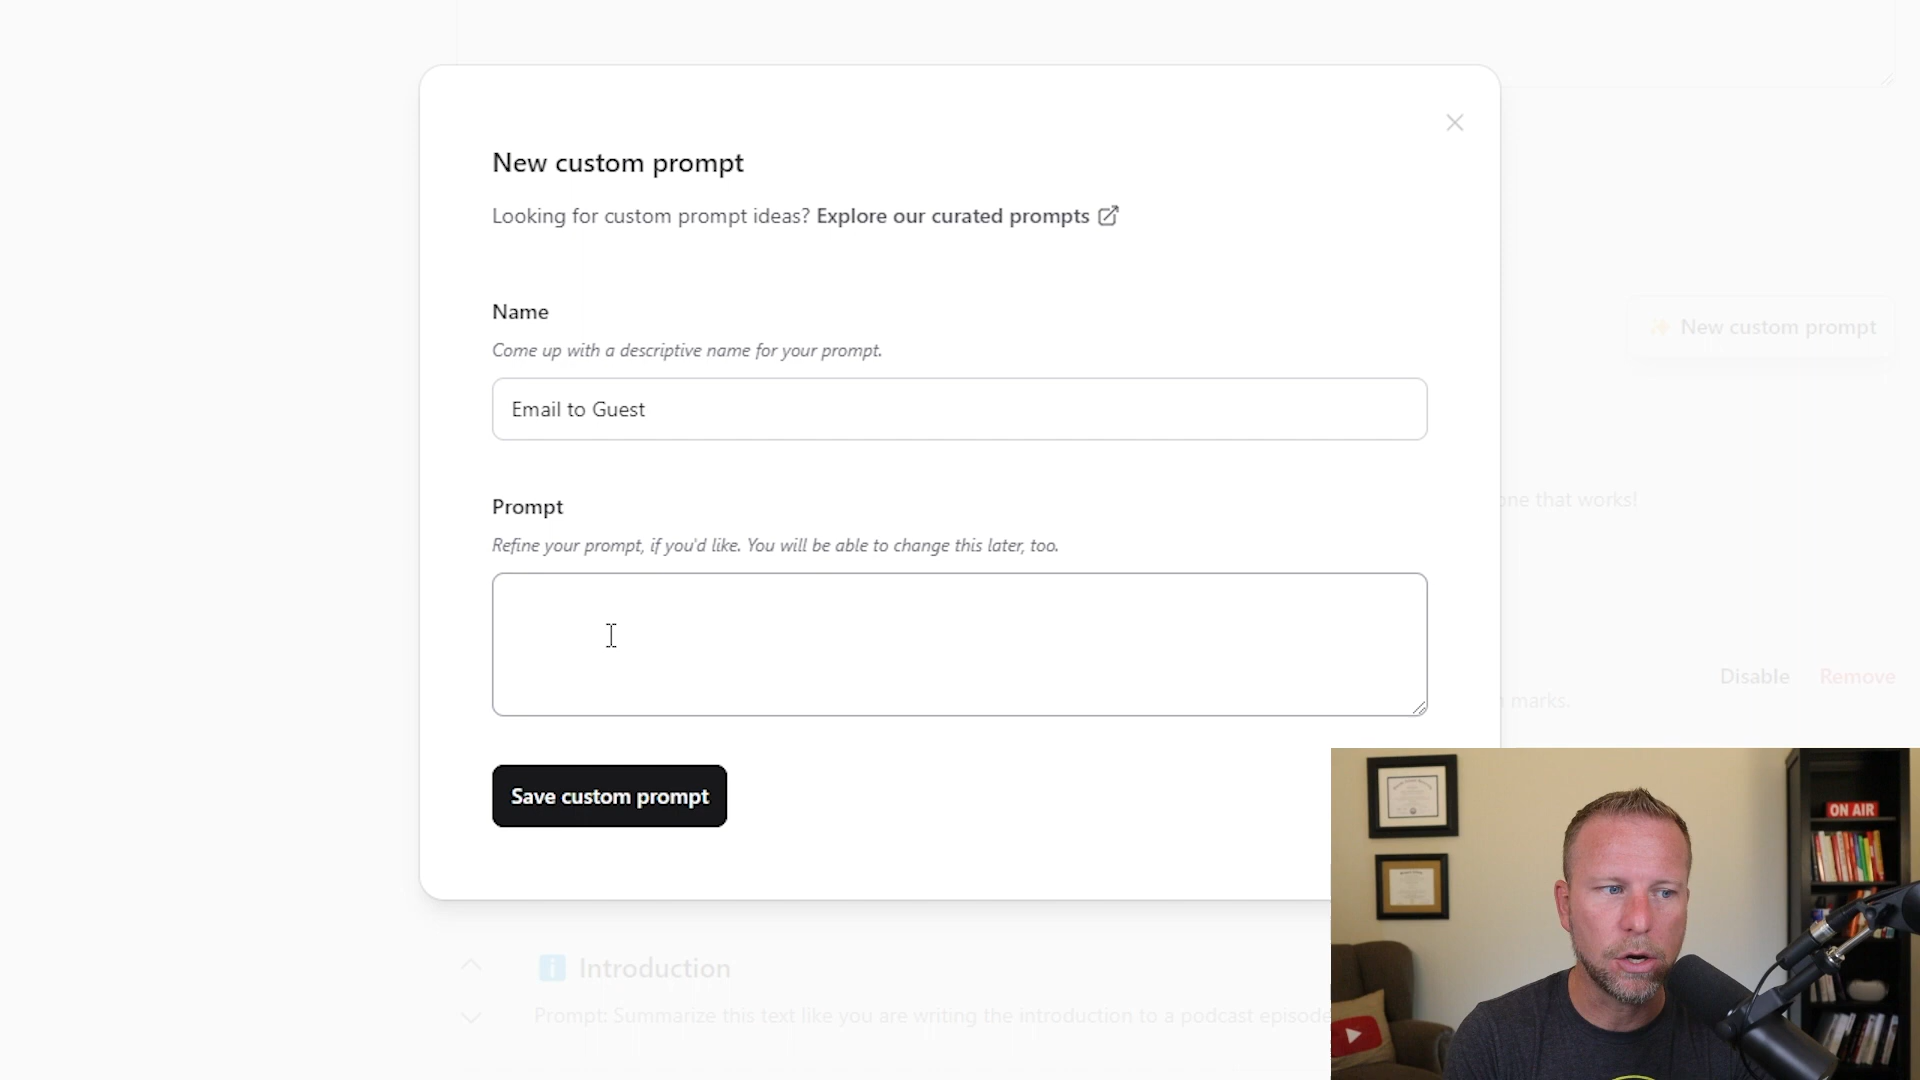 New custom prompt
Looking for custom prompt ideas? Explore our curated prompts
Name
Come up with a descriptive name for your prompt.
Email to Guest
Prompt
Refine your prompt, if you'd like. You will be able to change this later, too.
Save custom prompt
New custom prompt
one that works!
Disable Remove
marks.
Introduction
Prompt: Summarize this text like you are writing the introduction to a podcast episode
ON AIR